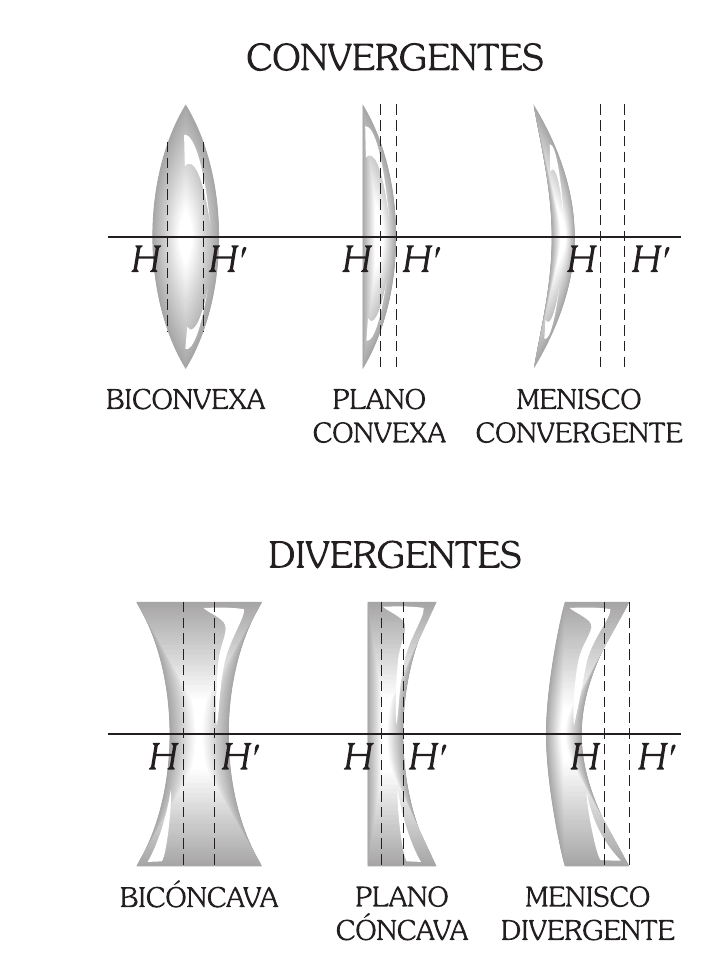 CONVERGENTES
H H′ H H′ H H′
BICONVEXA PLANO MENISCO
CONVEXA CONVERGENTE
DIVERGENTES
H H′ H H′ H H′
BICÓNCAVA PLANO MENISCO
CÓNCAVA DIVERGENTE